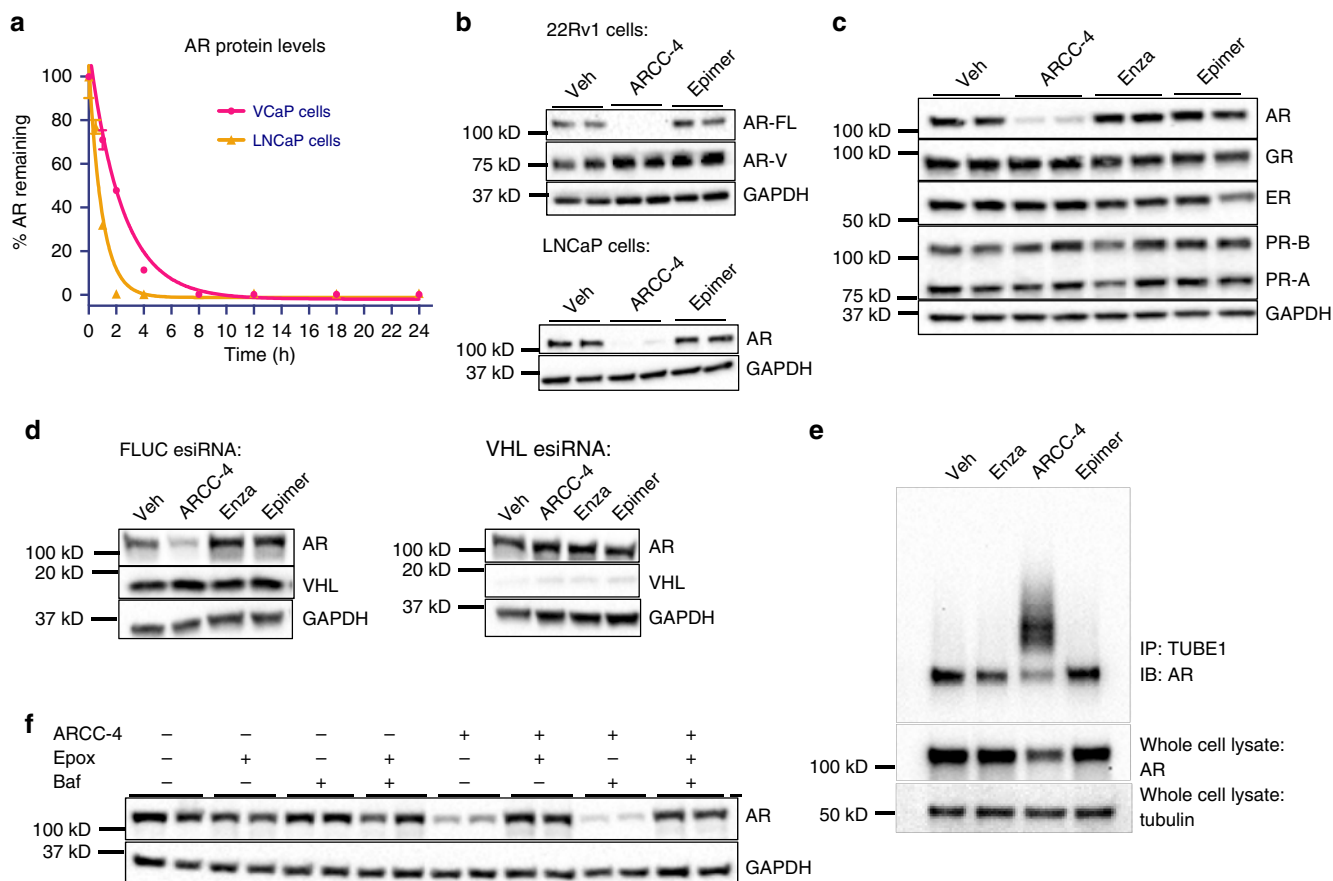 a
AR protein levels
100
80
60
40
20
0
% AR remaining
VCaP cells
LNCaP cells
0 2 4 6 8 10 12 14 16 18 20 22 24
Time (h)
b
22Rv1 cells:
Veh ARCC-4 Epimer
100 kD AR-FL
75 kD AR-V
37 kD GAPDH
LNCaP cells:
Veh ARCC-4 Epimer
100 kD AR
37 kD GAPDH
c
Veh ARCC-4 Enza Epimer
100 kD AR
100 kD GR
50 kD ER
100 kD PR-B
75 kD PR-A
37 kD GAPDH
d
FLUC esiRNA:
Veh ARCC-4 Enza Epimer
100 kD AR
20 kD VHL
37 kD GAPDH
VHL esiRNA:
Veh ARCC-4 Enza Epimer
100 kD AR
20 kD VHL
37 kD GAPDH
e
Veh Enza ARCC-4 Epimer
IP: TUBE1
IB: AR
Whole cell lysate:
100 kD AR
50 kD Whole cell lysate:
tubulin
f
ARCC-4 – – – – + + + +
Epox – + – + – + – +
Baf – – + + – – + +
100 kD AR
37 kD GAPDH